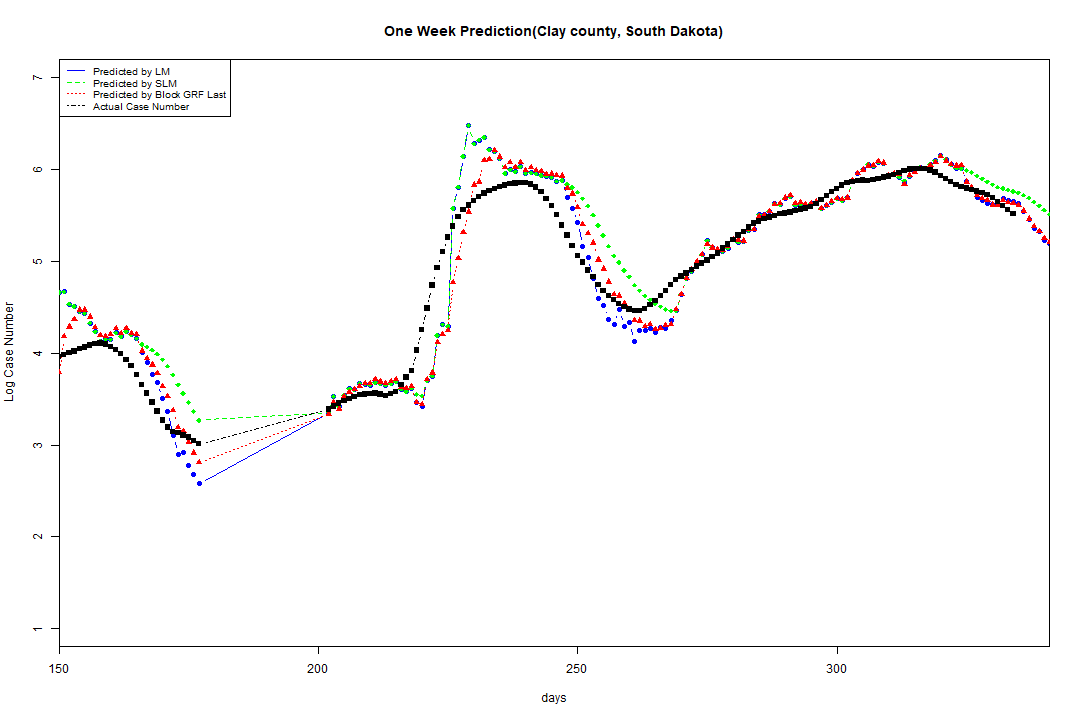 One Week Prediction(Clay county, South Dakota)
Predicted by LM
Predicted by SLM
Predicted by Block GRF Last
Actual Case Number
Log Case Number
7
6
5
4
3
2
1
150
200
250
300
days